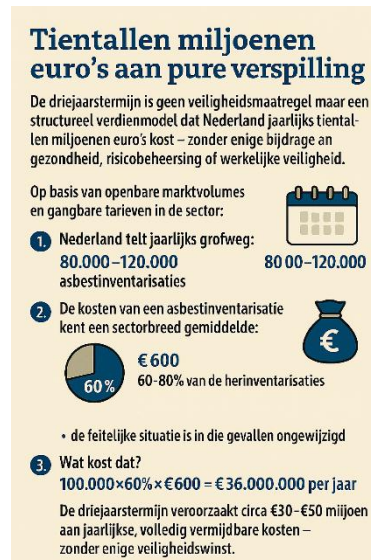 Tientallen miljoenen
euro's aan pure verspilling
De driejaarstermijn is geen veiligheidsmaatregel maar een
structureel verdienmodel dat Nederland jaarlijks tiental-
len miljoenen euro's kost – zonder enige bijdrage an
gezondheid, risicobeheersing of werkelijke veiligheid.
Op basis van openbare marktvolumes
en gangbare tarieven in de sector:
1. Nederland telt jaarlijks grofweg:
80.000–120.000
asbestinventarisaties
80 00–120.000
2. De kosten van een asbestinventarisatie
kent een sectorbreed gemiddelde:
€
60%
€600
60-80% van de herinventarisaties
• de feitelijke situatie is in die gevallen ongewijzigd
3. Wat kost dat?
100.000×60%×€600 = €36.000.000 per jaar
De driejaarstermijn veroorzaakt circa €30–€50 miijoen
aan jaarlijkse, volledig vermijdbare kosten –
zonder enige veiligheidswinst.